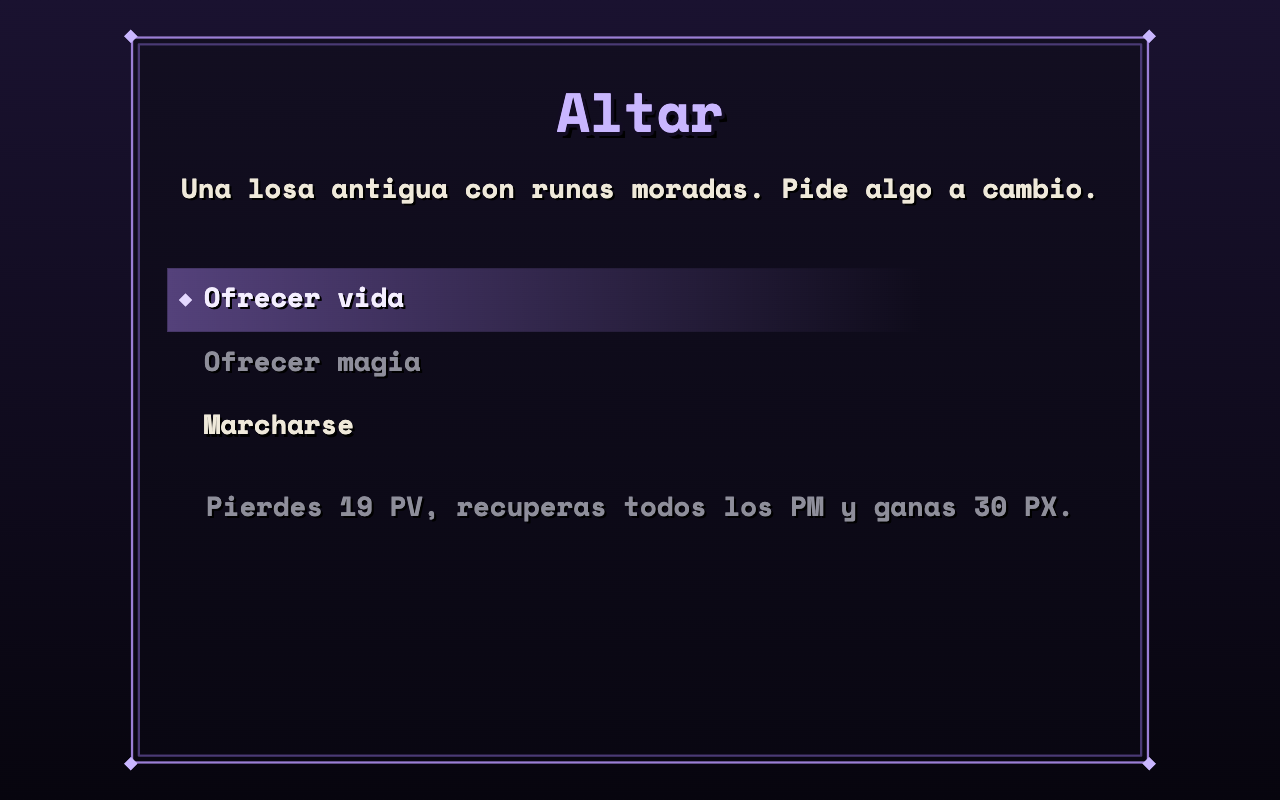 Altar
Una losa antigua con runas moradas. Pide algo a cambio.
Ofrecer vida
Ofrecer magia
Marcharse
Pierdes 19 PV, recuperas todos los PM y ganas 30 PX.